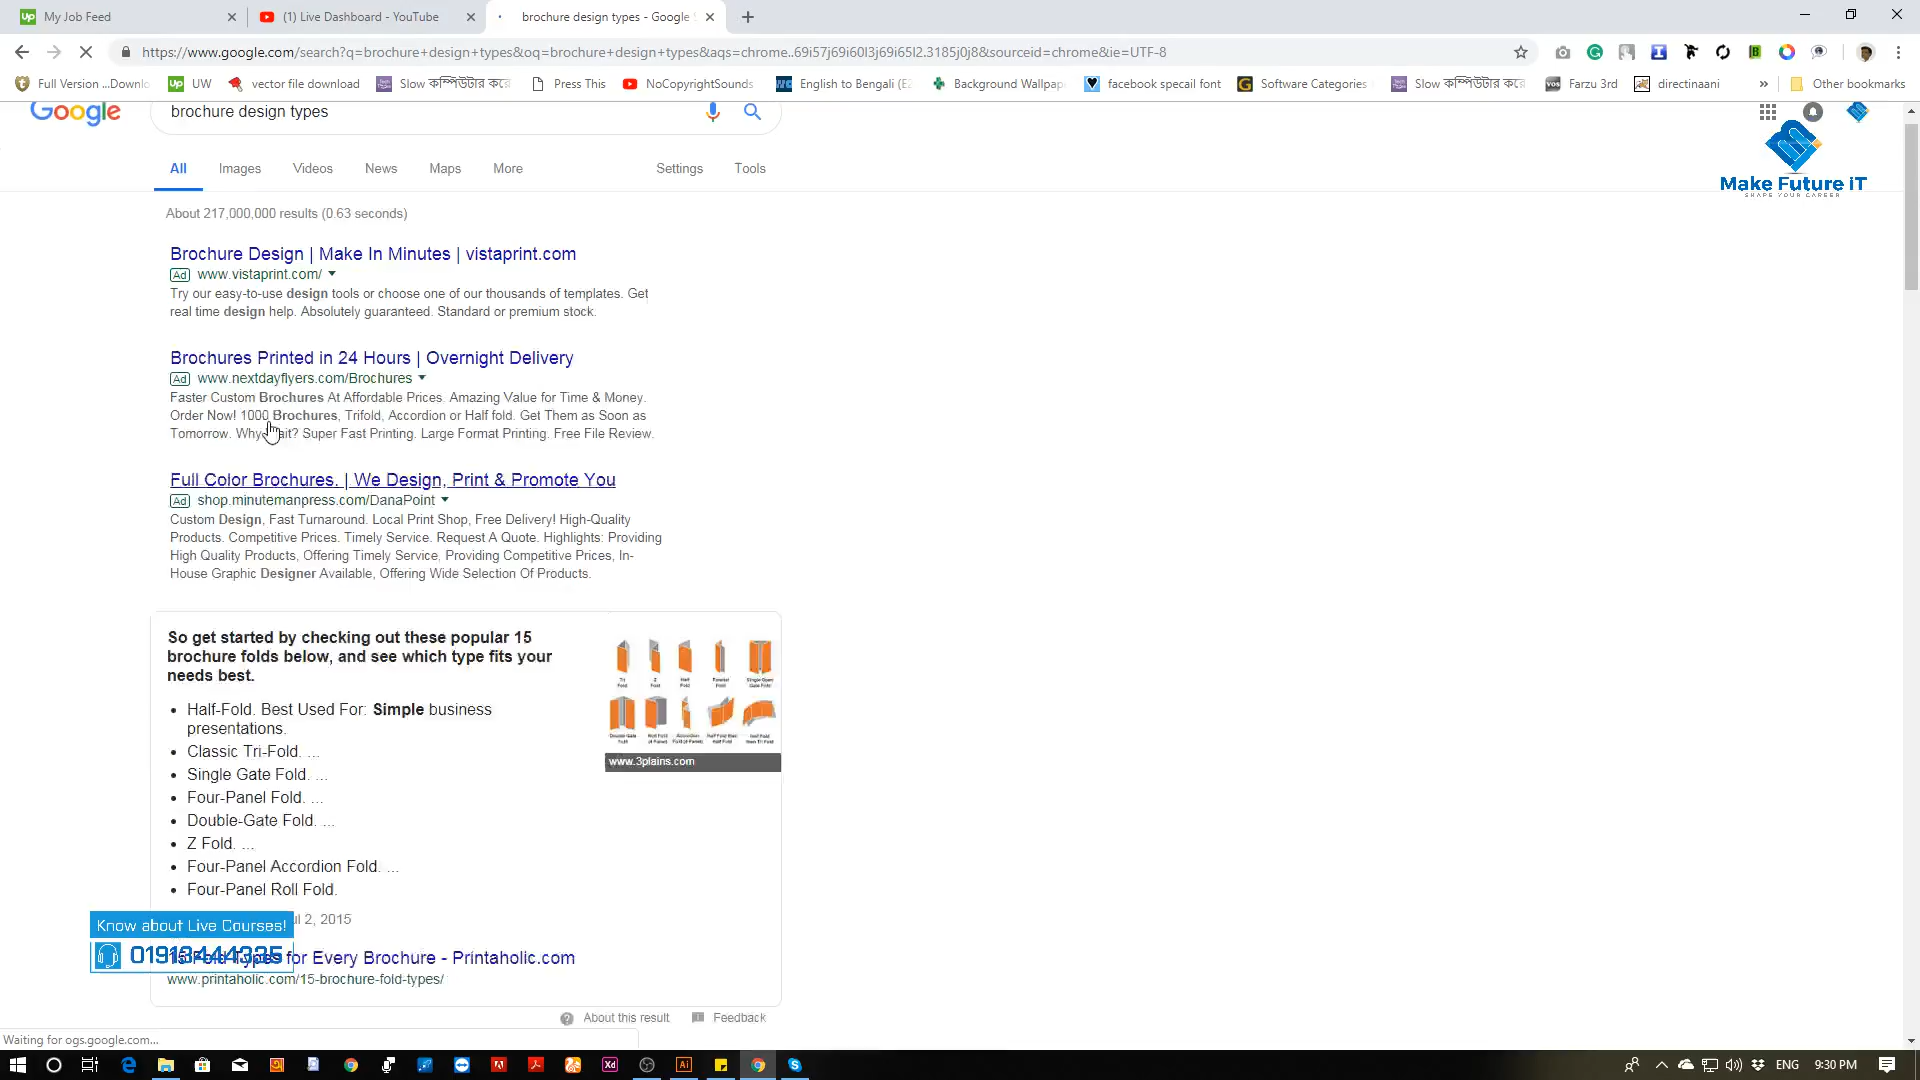 My Job Feed
(1) Live Dashboard - YouTube
brochure design types - Google
https://www.google.com/search?q=brochure+design+types&oq=brochure+design+types&aqs=chrome..69i57j69i60l3j69i65l2.3185j0j8&sourceid=chrome&ie=UTF-8
Full Version ...Downlo
UW
vector file download
Slow কম্পিউটার করে
Press This
NoCopyrightSounds
English to Bengali (E2
Background Wallpap
facebook specail font
Software Categories
Slow কম্পিউটার করে
Farzu 3rd
directinaani
Other bookmarks
Google
brochure design types
All Images Videos News Maps More Settings Tools
Make Future iT
SHAPE YOUR CAREER
About 217,000,000 results (0.63 seconds)
Brochure Design | Make In Minutes | vistaprint.com
Ad www.vistaprint.com/
Try our easy-to-use design tools or choose one of our thousands of templates. Get
real time design help. Absolutely guaranteed. Standard or premium stock.
Brochures Printed in 24 Hours | Overnight Delivery
Ad www.nextdayflyers.com/Brochures
Faster Custom Brochures At Affordable Prices. Amazing Value for Time & Money.
Order Now! 1000 Brochures, Trifold, Accordion or Half fold. Get Them as Soon as
Tomorrow. Why Wait? Super Fast Printing. Large Format Printing. Free File Review.
Full Color Brochures. | We Design, Print & Promote You
Ad shop.minutemanpress.com/DanaPoint
Custom Design, Fast Turnaround. Local Print Shop, Free Delivery! High-Quality
Products. Competitive Prices. Timely Service. Request A Quote. Highlights: Providing
High Quality Products, Offering Timely Service, Providing Competitive Prices, In-
House Graphic Designer Available, Offering Wide Selection Of Products.
So get started by checking out these popular 15
brochure folds below, and see which type fits your
needs best.
Half-Fold. Best Used For: Simple business
presentations.
Classic Tri-Fold. ...
Single Gate Fold. ...
Four-Panel Fold. ...
Double-Gate Fold. ...
Z Fold. ...
Four-Panel Accordion Fold. ...
Four-Panel Roll Fold.
www.3plains.com
Know about Live Courses!
ul 2, 2015
01913444335
15 Fold Types for Every Brochure - Printaholic.com
www.printaholic.com/15-brochure-fold-types/
About this result Feedback
Waiting for ogs.google.com...
ENG 9:30 PM